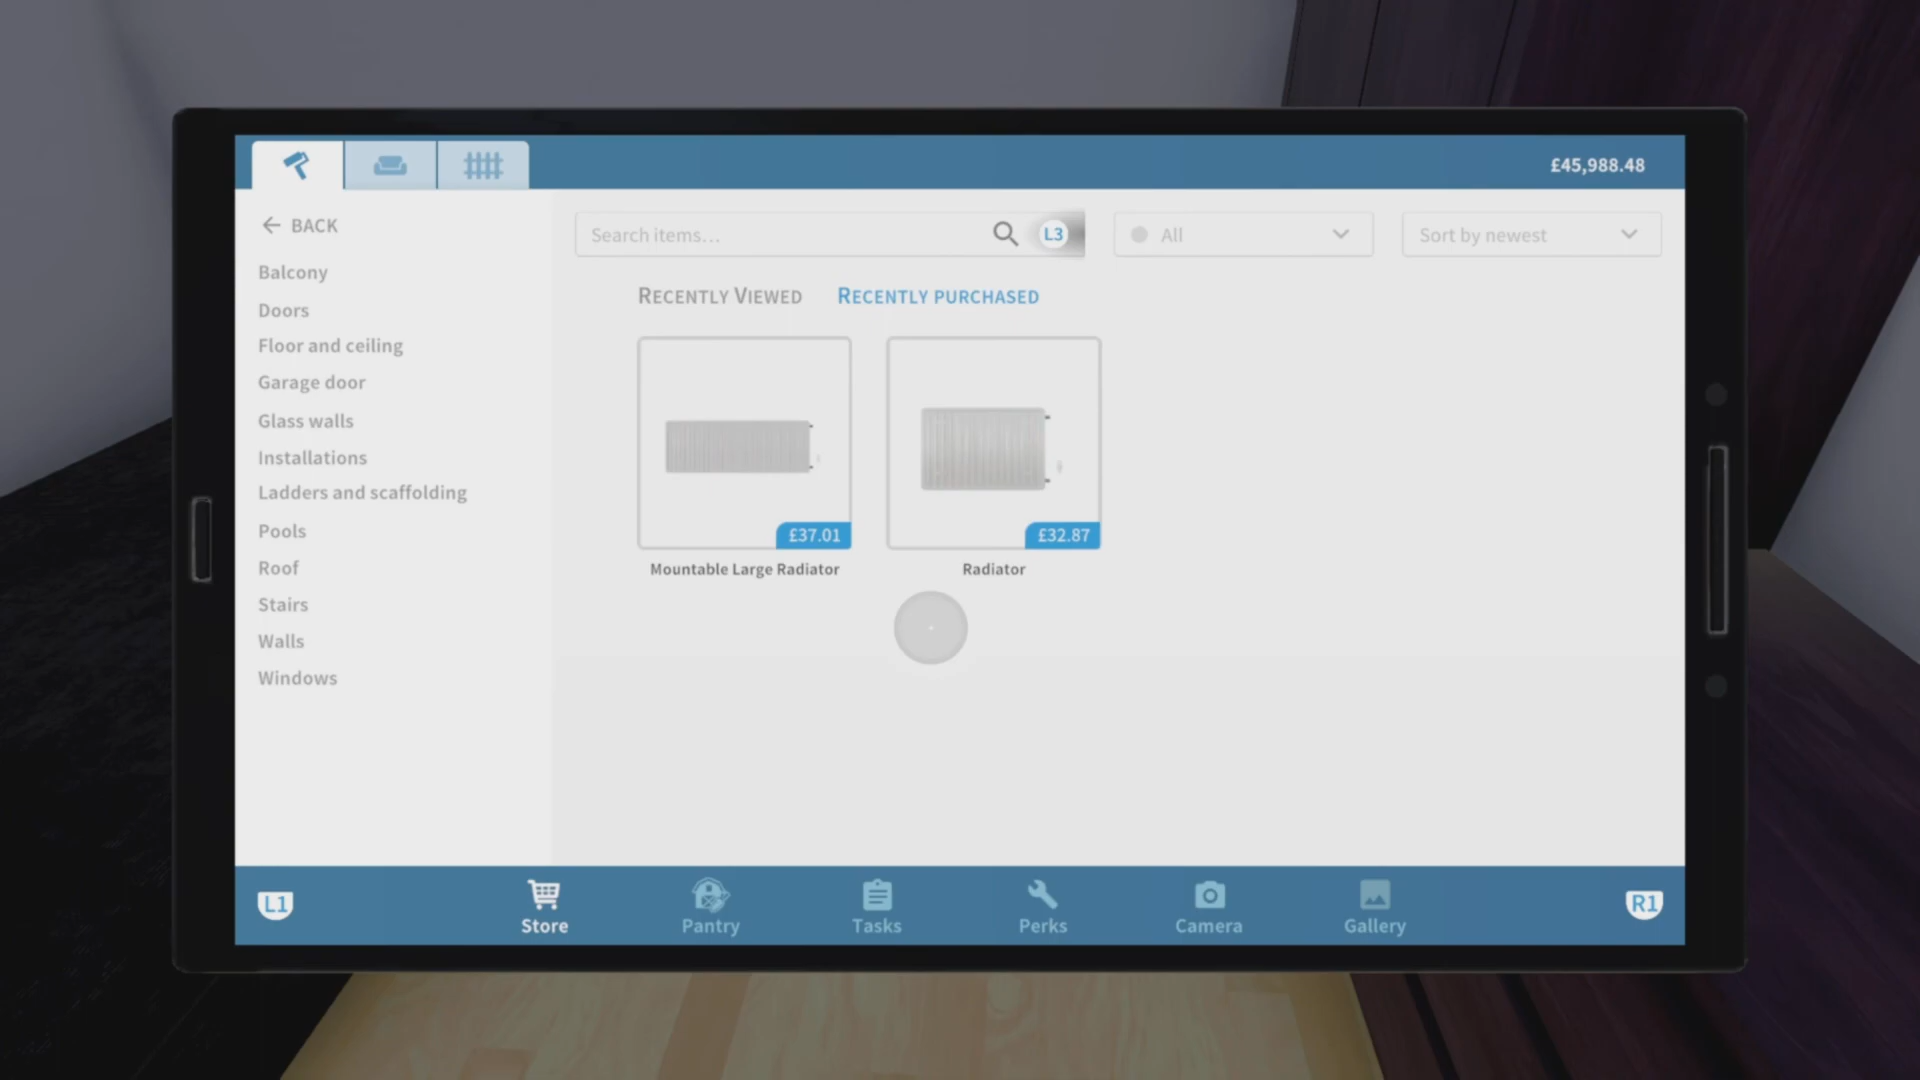 £45,988.48
BACK
Balcony
Doors
Floor and ceiling
Garage door
Glass walls
Installations
Ladders and scaffolding
Pools
Roof
Stairs
Walls
Windows
Search items...
L3
All
Sort by newest
RECENTLY VIEWED
RECENTLY PURCHASED
£37.01
Mountable Large Radiator
£32.87
Radiator
L1
Store
Pantry
Tasks
Perks
Camera
Gallery
R1